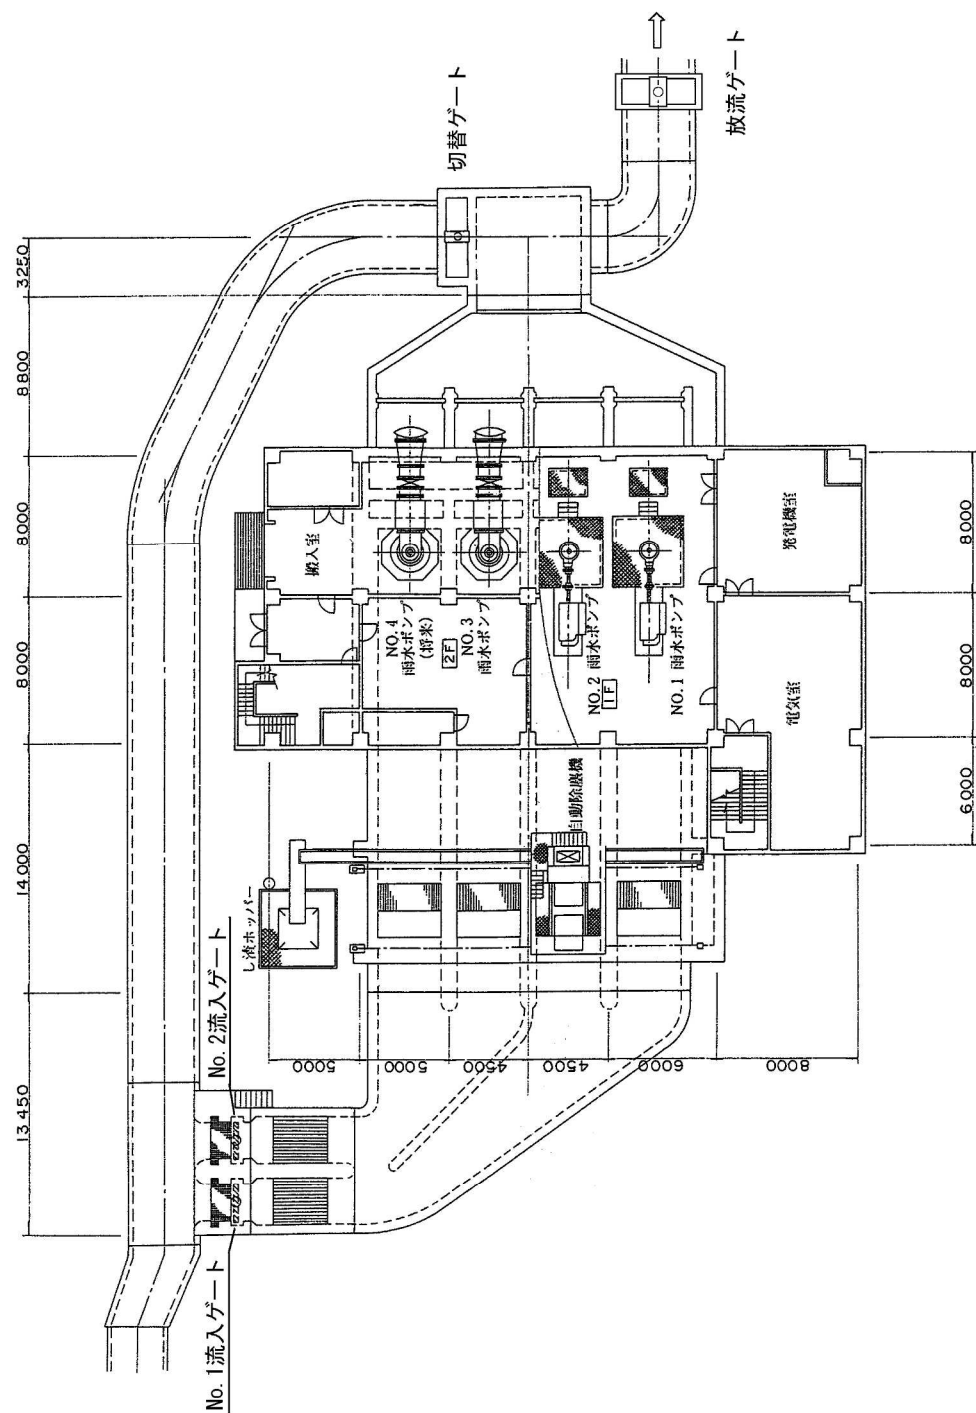 切替ゲート
放流ゲート
3250
8800
8000
8000
14000
13450
搬入室
NO.4
雨水ポンプ
(将来)
2F
NO.3
雨水ポンプ
NO.2 雨水ポンプ
1F
NO.1 雨水ポンプ
発電機室
電気室
8000
8000
6000
自動除塵機
し渣ホッパー
No.2流入ゲート
No.1流入ゲート
5000
5000
4500
4500
6000
8000